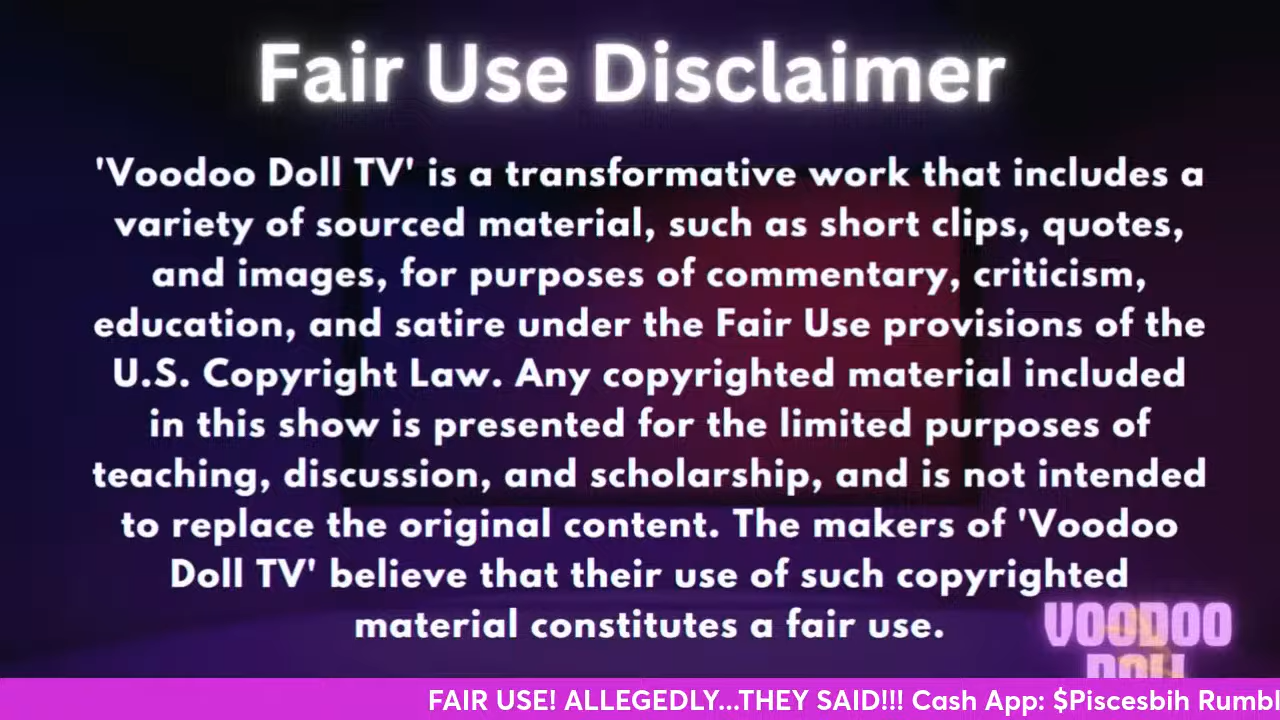 Fair Use Disclaimer
'Voodoo Doll TV' is a transformative work that includes a
variety of sourced material, such as short clips, quotes,
and images, for purposes of commentary, criticism,
education, and satire under the Fair Use provisions of the
U.S. Copyright Law. Any copyrighted material included
in this show is presented for the limited purposes of
teaching, discussion, and scholarship, and is not intended
to replace the original content. The makers of 'Voodoo
Doll TV' believe that their use of such copyrighted
material constitutes a fair use.
VOODOO
DOLL
FAIR USE! ALLEGEDLY...THEY SAID!!! Cash App: $Piscesbih Rumbl